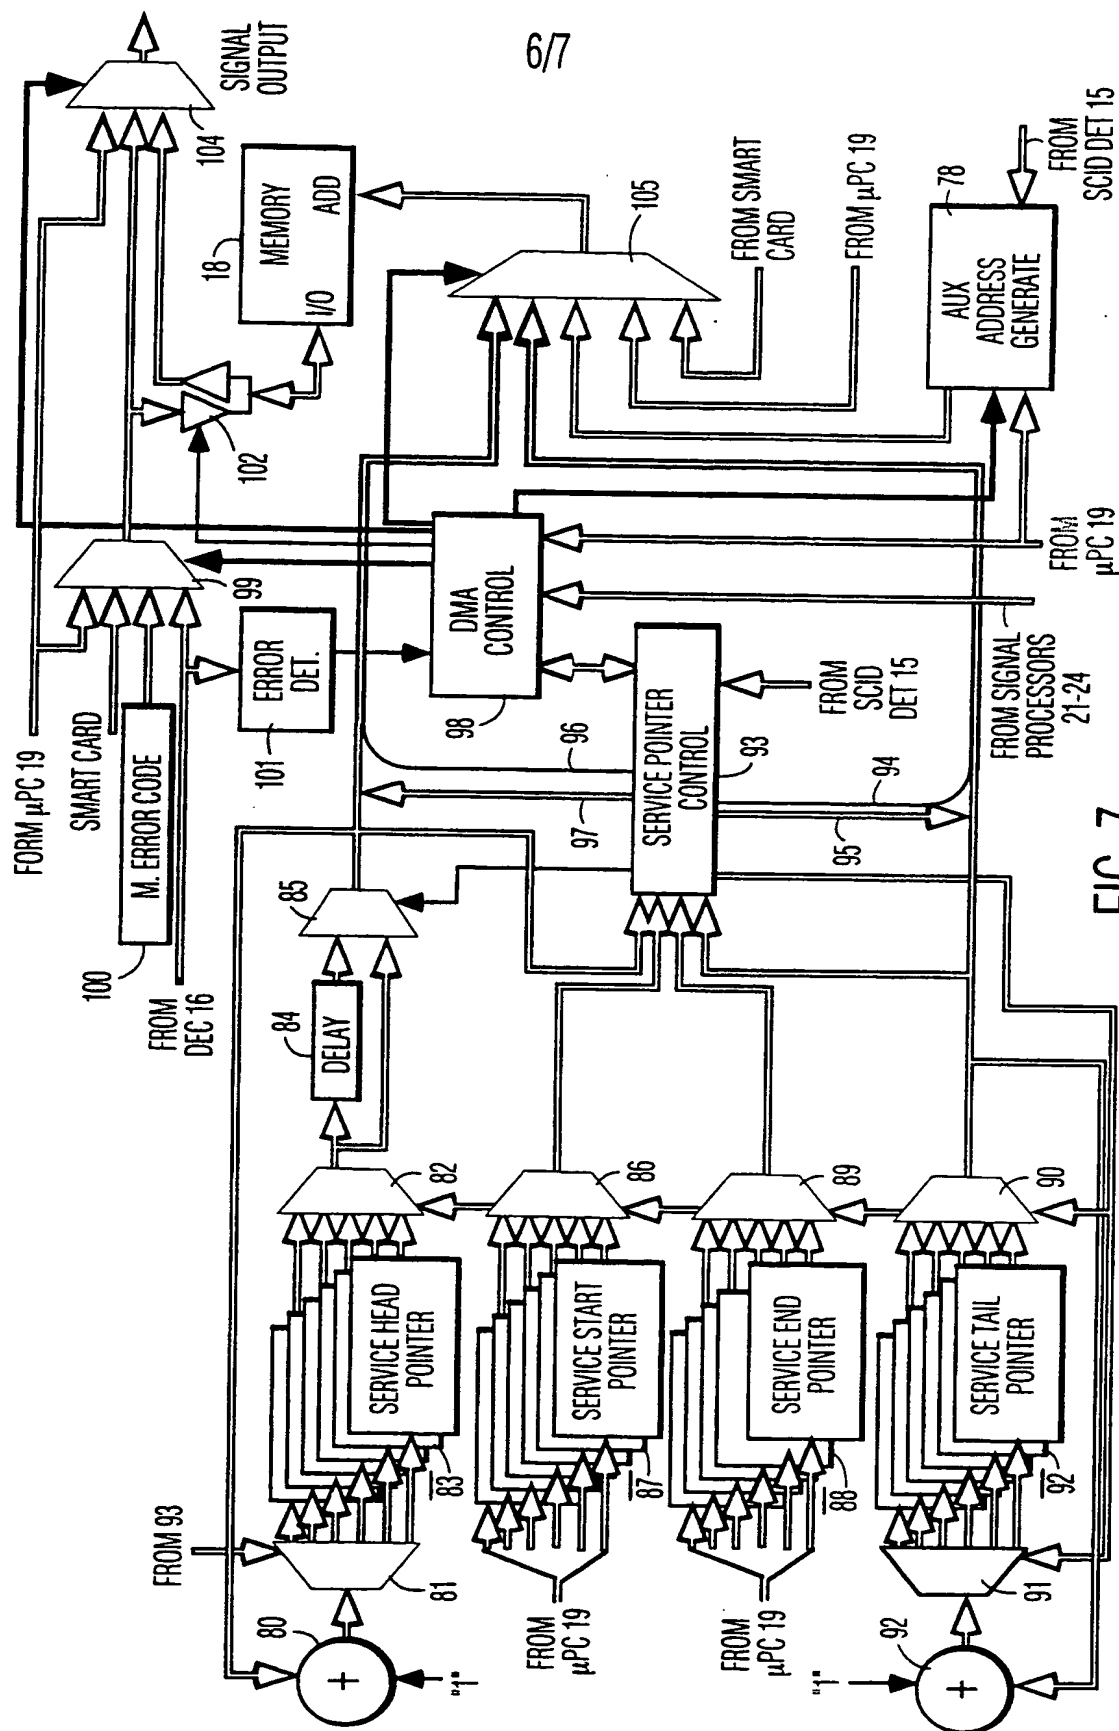 6/7
FORM µPC 19
SMART CARD
M. ERROR CODE
100
FROM
DEC 16
99
ERROR
DET.
101
102
SIGNAL
OUTPUT
104
18
MEMORY
I/O
ADD
105
FROM SMART
CARD
FROM µPC 19
78
AUX
ADDRESS
GENERATE
FROM
SCID DET 15
DMA
CONTROL
98
FROM
µPC 19
FROM SIGNAL
PROCESSORS
21-24
FROM
SCID
DET 15
SERVICE POINTER
CONTROL
93
94
95
96
97
85
84
DELAY
82
86
89
90
SERVICE HEAD
POINTER
83
SERVICE START
POINTER
87
SERVICE END
POINTER
88
SERVICE TAIL
POINTER
92
FROM 93
81
80
+
"1"
FROM
µPC 19
FROM
µPC 19
91
92
+
"1"
FIG. 7